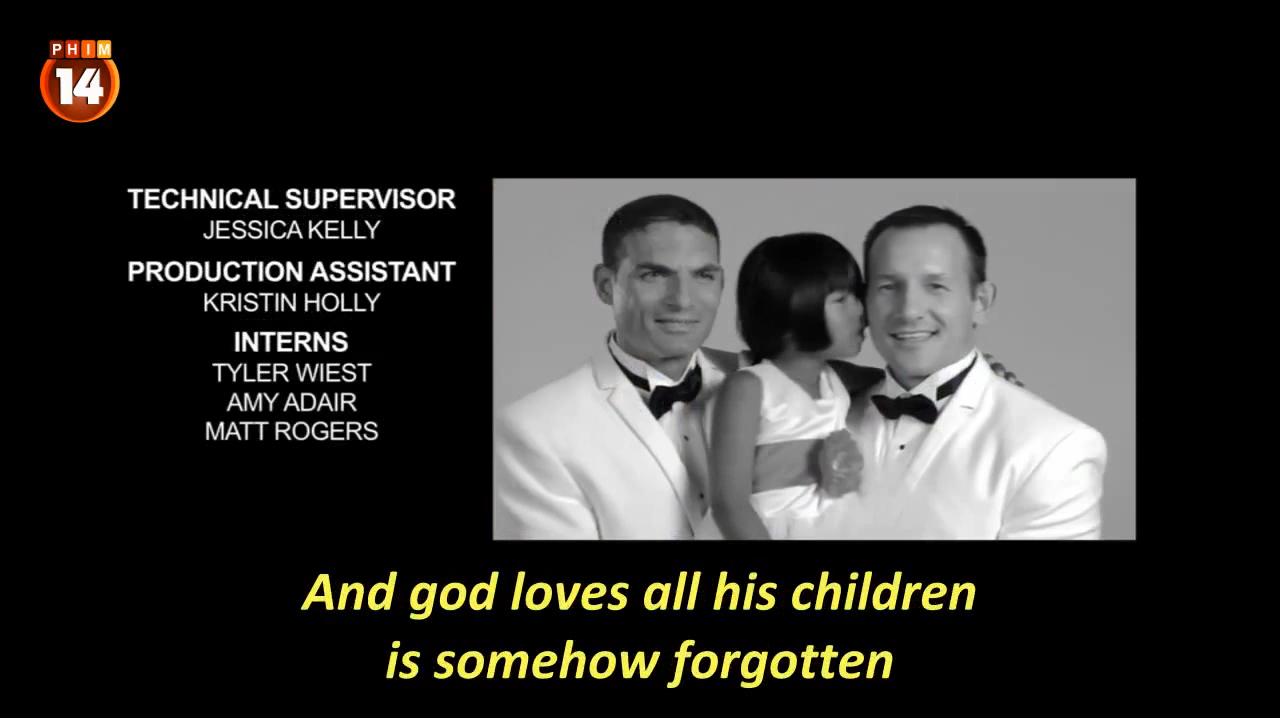 PHIM
14
TECHNICAL SUPERVISOR
JESSICA KELLY
PRODUCTION ASSISTANT
KRISTIN HOLLY
INTERNS
TYLER WIEST
AMY ADAIR
MATT ROGERS
And god loves all his children
is somehow forgotten